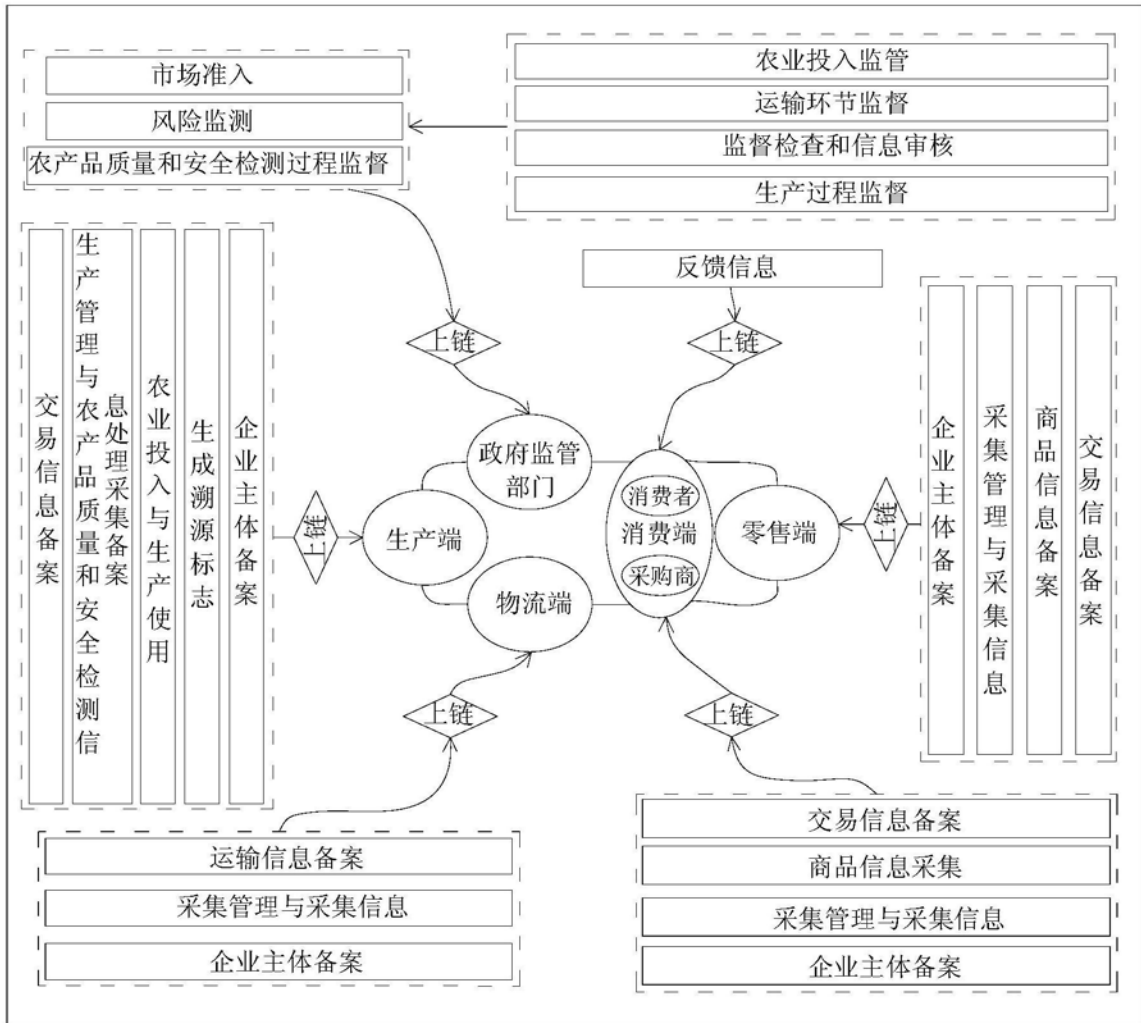 市场准入
风险监测
农产品质量和安全检测过程监督
农业投入监管
运输环节监督
监督检查和信息审核
生产过程监督
反馈信息
上链
上链
交易信息备案
生产管理与农产品质量和安全检测信
息处理采集备案
农业投入与生产使用
生成溯源标志
企业主体备案
上链
政府监管
部门
生产端
物流端
消费者
消费端
采购商
零售端
上链
企业主体备案
采集管理与采集信息
商品信息备案
交易信息备案
上链
上链
运输信息备案
采集管理与采集信息
企业主体备案
交易信息备案
商品信息采集
采集管理与采集信息
企业主体备案